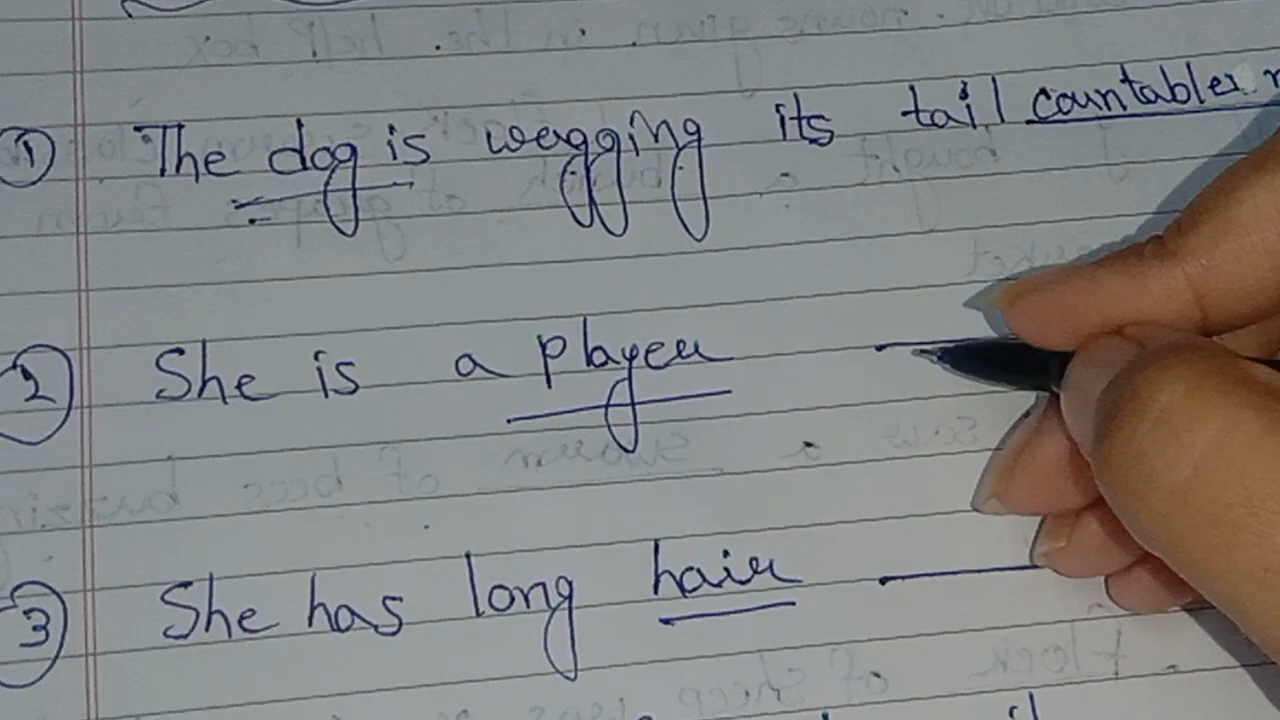 ① The dog is wagging its tail countable
② She is a player
③ She has long hair